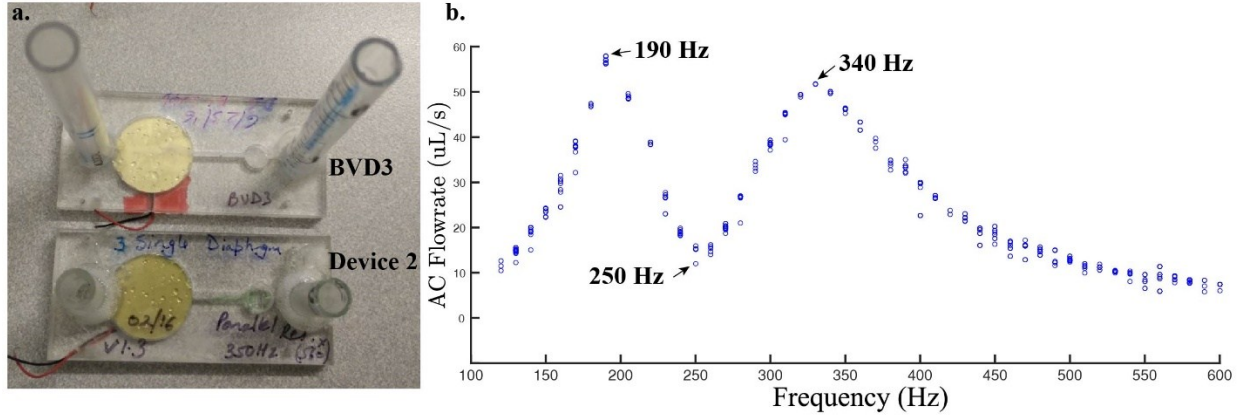 a.
BVD3
BVD3
3 Single Diaphragm
Device 2
02/16
V1.3
Parallel
350Hz
b.
AC Flowrate (uL/s)
60
50
40
30
20
10
0
190 Hz
340 Hz
250 Hz
100 150 200 250 300 350 400 450 500 550 600
Frequency (Hz)